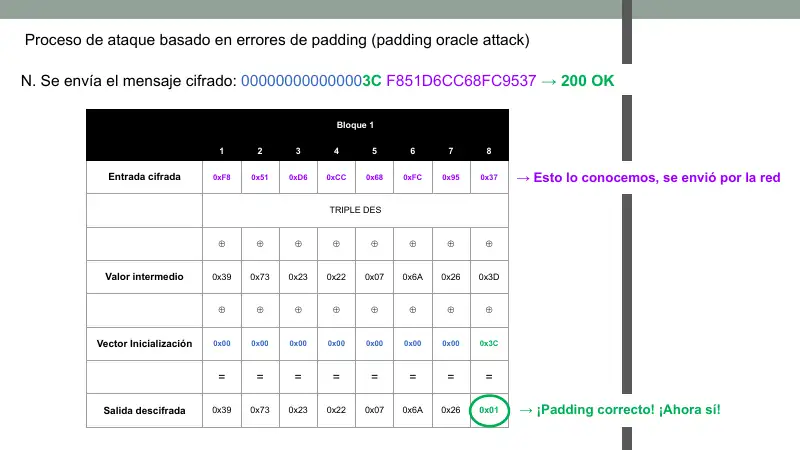 Proceso de ataque basado en errores de padding (padding oracle attack)
N. Se envía el mensaje cifrado: 000000000000003C F851D6CC68FC9537 → 200 OK
Bloque 1
1 2 3 4 5 6 7 8
Entrada cifrada 0xF8 0x51 0xD6 0xCC 0x68 0xFC 0x95 0x37 → Esto lo conocemos, se envió por la red
TRIPLE DES
⊕ ⊕ ⊕ ⊕ ⊕ ⊕ ⊕ ⊕
Valor intermedio 0x39 0x73 0x23 0x22 0x07 0x6A 0x26 0x3D
⊕ ⊕ ⊕ ⊕ ⊕ ⊕ ⊕ ⊕
Vector Inicialización 0x00 0x00 0x00 0x00 0x00 0x00 0x00 0x3C
= = = = = = = =
Salida descifrada 0x39 0x73 0x23 0x22 0x07 0x6A 0x26 0x01 → ¡Padding correcto! ¡Ahora sí!